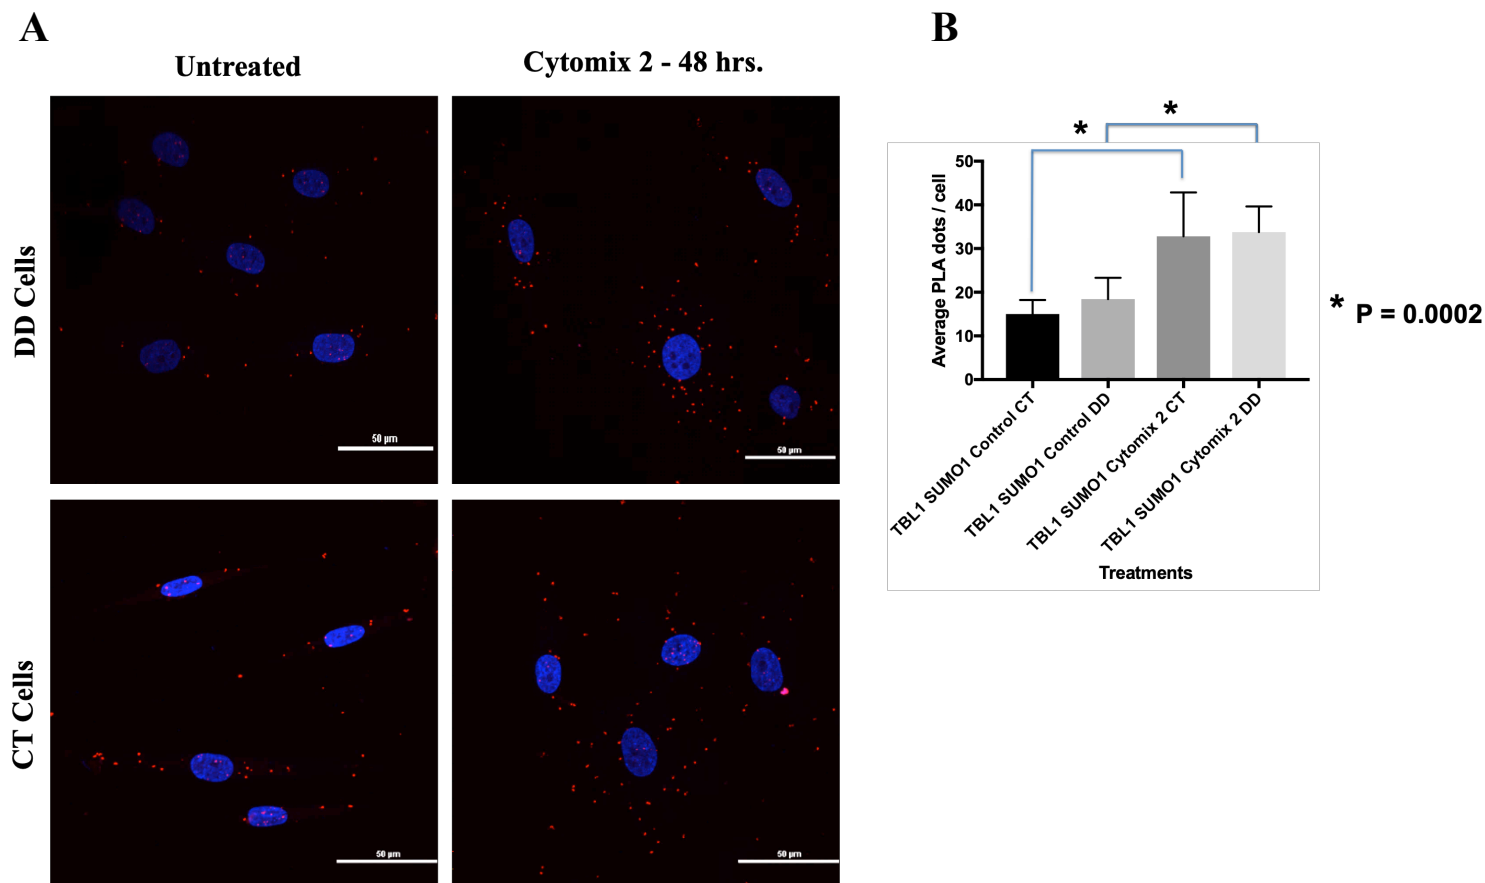 A
Untreated
Cytomix 2 - 48 hrs.
DD Cells
50 µm
50 µm
CT Cells
50 µm
50 µm
B
*
*
Average PLA dots / cell
50
40
30
20
10
0
TBL1 SUMO1 Control CT
TBL1 SUMO1 Control DD
TBL1 SUMO1 Cytomix 2 CT
TBL1 SUMO1 Cytomix 2 DD
Treatments
* P = 0.0002